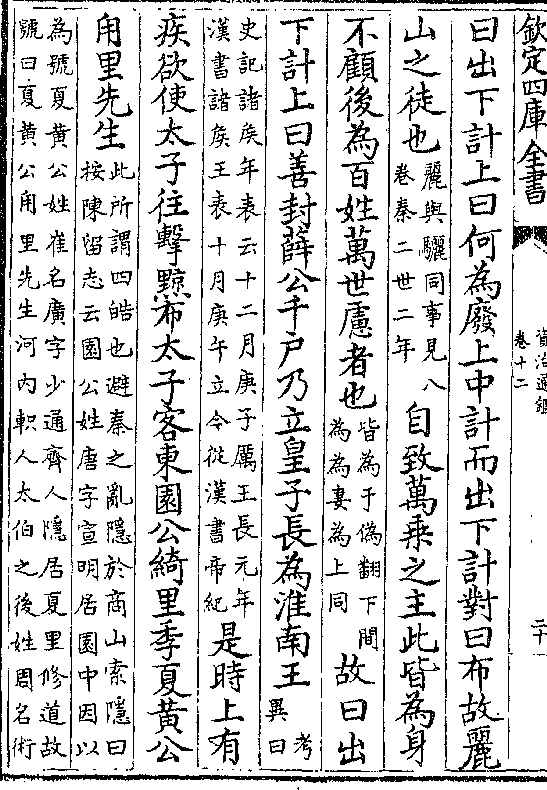 欽定四庫全書
資治通鑑
卷十二
二十
曰出下計上曰何為廢上中計而出下計對曰布故麗
山之徒也
麗與驪同事見八
卷秦二世二年
自致萬乗之主此皆為身
不顧後為百姓萬世慮者也
皆為于偽翻下間
為為妻為上同
故曰出
下計上曰善封薛公千户乃立皇子長為淮南王
考
異曰
史記諸侯年表云十二月庚子厲王長元年
漢書諸侯王表十月庚午立令從漢書帝紀
是時上有
疾欲使太子往擊黥布太子客東園公綺里季夏黄公
甪里先生
此所謂四皓也避秦之亂隱於商山索隱曰
按陳留志云園公姓唐字宣明居園中因以
為號夏黄公姓崔名廣字少通齊人隱居夏里修道故
號曰夏黄公甪里先生河内軹人太伯之後姓周名術